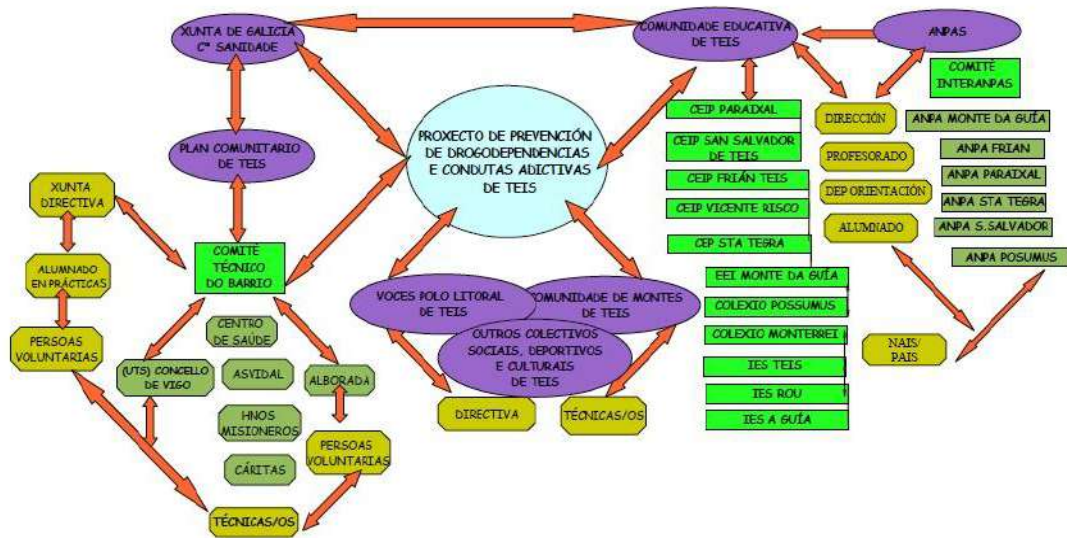 XUNTA DE GALICIA
Cª SANIDADE
COMUNIDADE EDUCATIVA
DE TEIS
ANPAS
COMITÉ
INTERANPAS
PROXECTO DE PREVENCIÓN
DE DROGODEPENDENCIAS
E CONDUTAS ADICTIVAS
DE TEIS
PLAN COMUNITARIO
DE TEIS
CEIP PARAIXAL
CEIP SAN SALVADOR
DE TEIS
CEIP FRIÁN TEIS
CEIP VICENTE RISCO
CEP STA TEGRA
EEI MONTE DA GUÍA
COLEXIO POSSUMUS
COLEXIO MONTERREI
IES TEIS
IES ROU
IES A GUÍA
DIRECCIÓN
PROFESORADO
DEP ORIENTACIÓN
ALUMNADO
ANPA MONTE DA GUÍA
ANPA FRIAN
ANPA PARAIXAL
ANPA STA TEGRA
ANPA S.SALVADOR
ANPA POSUMUS
NAIS/
PAIS
XUNTA
DIRECTIVA
ALUMNADO
EN PRÁCTICAS
PERSOAS
VOLUNTARIAS
COMITÉ
TÉCNICO
DO BARRIO
CENTRO
DE SAÚDE
(UTS) CONCELLO
DE VIGO
ASVIDAL
ALBORADA
HNOS
MISIONEROS
CÁRITAS
PERSOAS
VOLUNTARIAS
TÉCNICAS/OS
VOCES POLO LITORAL
DE TEIS
COMUNIDADE DE MONTES
DE TEIS
OUTROS COLECTIVOS
SOCIAIS, DEPORTIVOS
E CULTURAIS
DE TEIS
DIRECTIVA
TÉCNICAS/OS